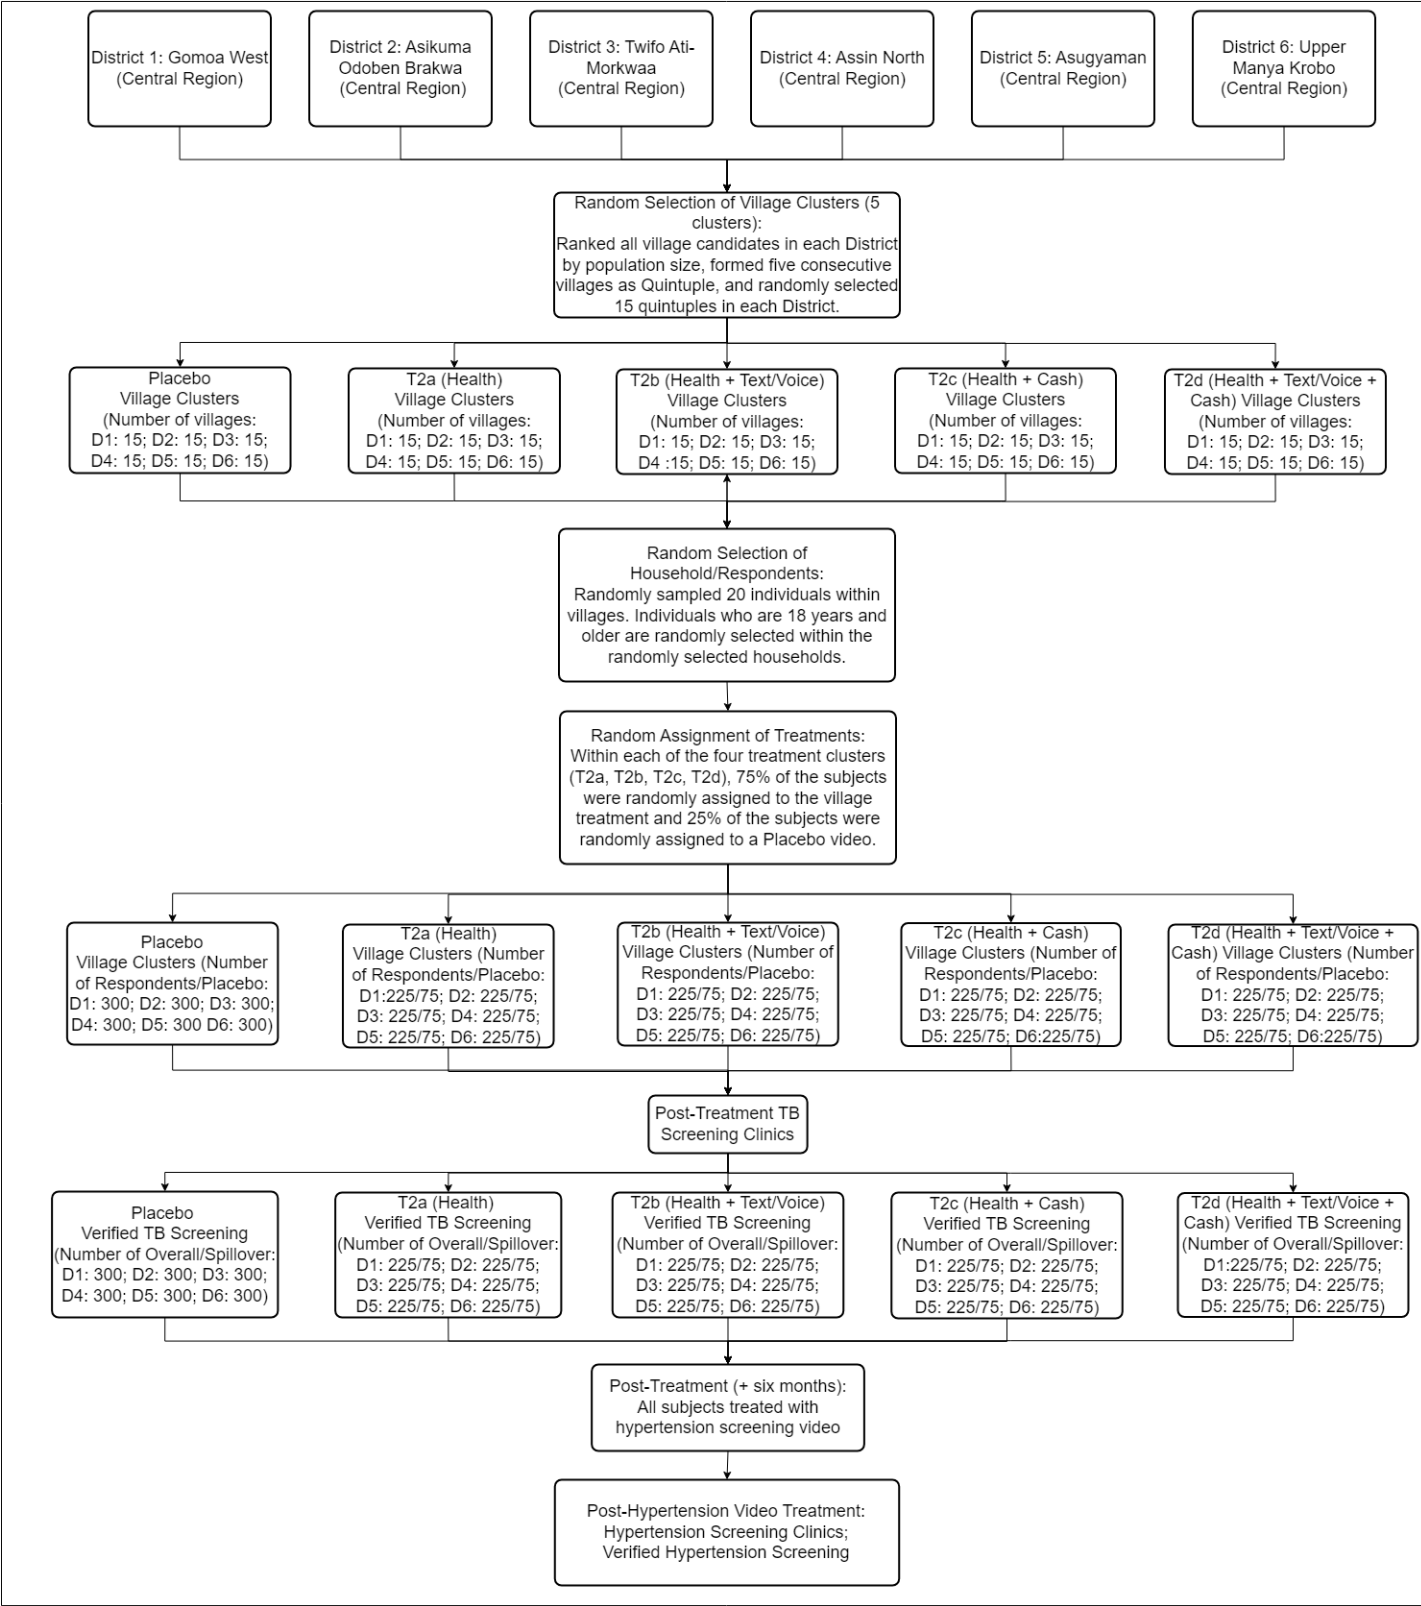 District 1: Gomoa West
(Central Region)
District 2: Asikuma
Odoben Brakwa
(Central Region)
District 3: Twifo Ati-
Morkwaa
(Central Region)
District 4: Assin North
(Central Region)
District 5: Asugyaman
(Central Region)
District 6: Upper
Manya Krobo
(Central Region)
Random Selection of Village Clusters (5
clusters):
Ranked all village candidates in each District
by population size, formed five consecutive
villages as Quintuple, and randomly selected
15 quintuples in each District.
Placebo
Village Clusters
(Number of villages:
D1: 15; D2: 15; D3: 15;
D4: 15; D5: 15; D6: 15)
T2a (Health)
Village Clusters
(Number of villages:
D1: 15; D2: 15; D3: 15;
D4: 15; D5: 15; D6: 15)
T2b (Health + Text/Voice)
Village Clusters
(Number of villages:
D1: 15; D2: 15; D3: 15;
D4 :15; D5: 15; D6: 15)
T2c (Health + Cash)
Village Clusters
(Number of villages:
D1: 15; D2: 15; D3: 15;
D4: 15; D5: 15; D6: 15)
T2d (Health + Text/Voice +
Cash) Village Clusters
(Number of villages:
D1: 15; D2: 15; D3: 15;
D4: 15; D5: 15; D6: 15)
Random Selection of
Household/Respondents:
Randomly sampled 20 individuals within
villages. Individuals who are 18 years and
older are randomly selected within the
randomly selected households.
Random Assignment of Treatments:
Within each of the four treatment clusters
(T2a, T2b, T2c, T2d), 75% of the subjects
were randomly assigned to the village
treatment and 25% of the subjects were
randomly assigned to a Placebo video.
Placebo
Village Clusters (Number
of Respondents/Placebo:
D1: 300; D2: 300; D3: 300;
D4: 300; D5: 300 D6: 300)
T2a (Health)
Village Clusters (Number
of Respondents/Placebo:
D1:225/75; D2: 225/75;
D3: 225/75; D4: 225/75;
D5: 225/75; D6: 225/75)
T2b (Health + Text/Voice)
Village Clusters (Number of
Respondents/Placebo:
D1: 225/75; D2: 225/75;
D3: 225/75; D4: 225/75;
D5: 225/75; D6: 225/75)
T2c (Health + Cash)
Village Clusters (Number of
Respondents/Placebo:
D1: 225/75; D2: 225/75;
D3: 225/75; D4: 225/75;
D5: 225/75; D6:225/75)
T2d (Health + Text/Voice +
Cash) Village Clusters (Number
of Respondents/Placebo:
D1: 225/75; D2: 225/75;
D3: 225/75; D4: 225/75;
D5: 225/75; D6:225/75)
Post-Treatment TB
Screening Clinics
Placebo
Verified TB Screening
(Number of Overall/Spillover:
D1: 300; D2: 300; D3: 300;
D4: 300; D5: 300; D6: 300)
T2a (Health)
Verified TB Screening
(Number of Overall/Spillover:
D1: 225/75; D2: 225/75;
D3: 225/75; D4: 225/75;
D5: 225/75; D6: 225/75)
T2b (Health + Text/Voice)
Verified TB Screening
(Number of Overall/Spillover:
D1: 225/75; D2: 225/75;
D3: 225/75; D4: 225/75;
D5: 225/75; D6: 225/75)
T2c (Health + Cash)
Verified TB Screening
(Number of Overall/Spillover:
D1: 225/75; D2: 225/75;
D3: 225/75; D4: 225/75;
D5: 225/75; D6: 225/75)
T2d (Health + Text/Voice +
Cash) Verified TB Screening
(Number of Overall/Spillover:
D1:225/75; D2: 225/75;
D3: 225/75; D4: 225/75;
D5: 225/75; D6: 225/75)
Post-Treatment (+ six months):
All subjects treated with
hypertension screening video
Post-Hypertension Video Treatment:
Hypertension Screening Clinics;
Verified Hypertension Screening